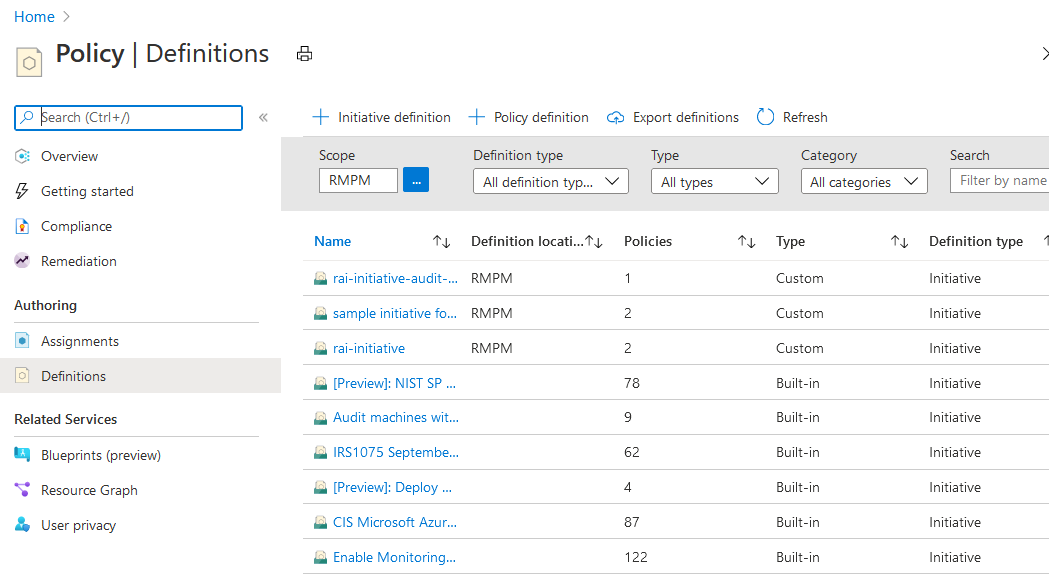 Home
Policy | Definitions
Search (Ctrl+/)
«
Overview
Getting started
Compliance
Remediation
Authoring
Assignments
Definitions
Related Services
Blueprints (preview)
Resource Graph
User privacy
Initiative definition Policy definition Export definitions Refresh
Scope Definition type Type Category Search
RMPM ... All definition typ... All types All categories Filter by name
Name Definition locati... Policies Type Definition type
rai-initiative-audit-... RMPM 1 Custom Initiative
sample initiative fo... RMPM 2 Custom Initiative
rai-initiative RMPM 2 Custom Initiative
[Preview]: NIST SP ... 78 Built-in Initiative
Audit machines wit... 9 Built-in Initiative
IRS1075 Septembe... 62 Built-in Initiative
[Preview]: Deploy ... 4 Built-in Initiative
CIS Microsoft Azur... 87 Built-in Initiative
Enable Monitoring... 122 Built-in Initiative